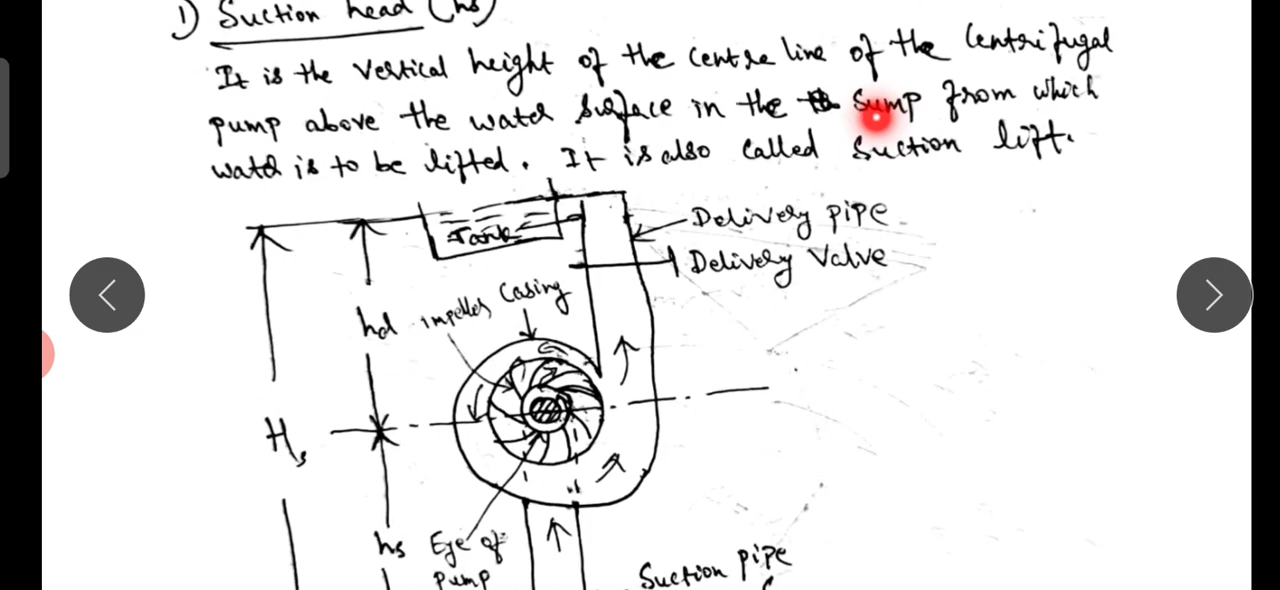 1) Suction head (hs)
It is the vertical height of the centre line of the Centrifugal
pump above the water surface in the Sump from which
water is to be lifted. It is also called Suction lift.
Tank
Delivery pipe
Delivery Valve
Casing
impeller
hd
Hs
hs
Eye of
pump
Suction pipe